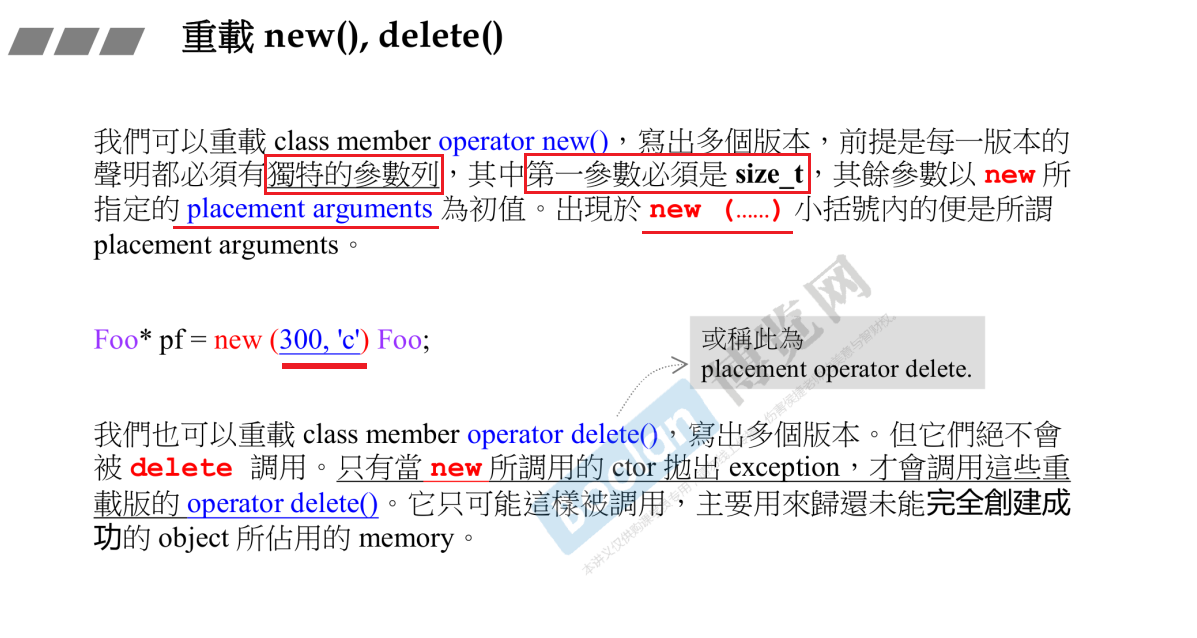 重載 new(), delete()
我們可以重載 class member operator new()，寫出多個版本，前提是每一版本的
聲明都必須有獨特的參數列，其中第一參數必須是 size_t，其餘參數以 new 所
指定的 placement arguments 為初值。出現於 new (……) 小括號內的便是所謂
placement arguments。
Foo* pf = new (300, 'c') Foo;
或稱此為
placement operator delete.
我們也可以重載 class member operator delete()，寫出多個版本。但它們絕不會
被 delete 調用。只有當 new 所調用的 ctor 拋出 exception，才會調用這些重
載版的 operator delete()。它只可能這樣被調用，主要用來歸還未能完全創建成
功的 object 所佔用的 memory。
博览网